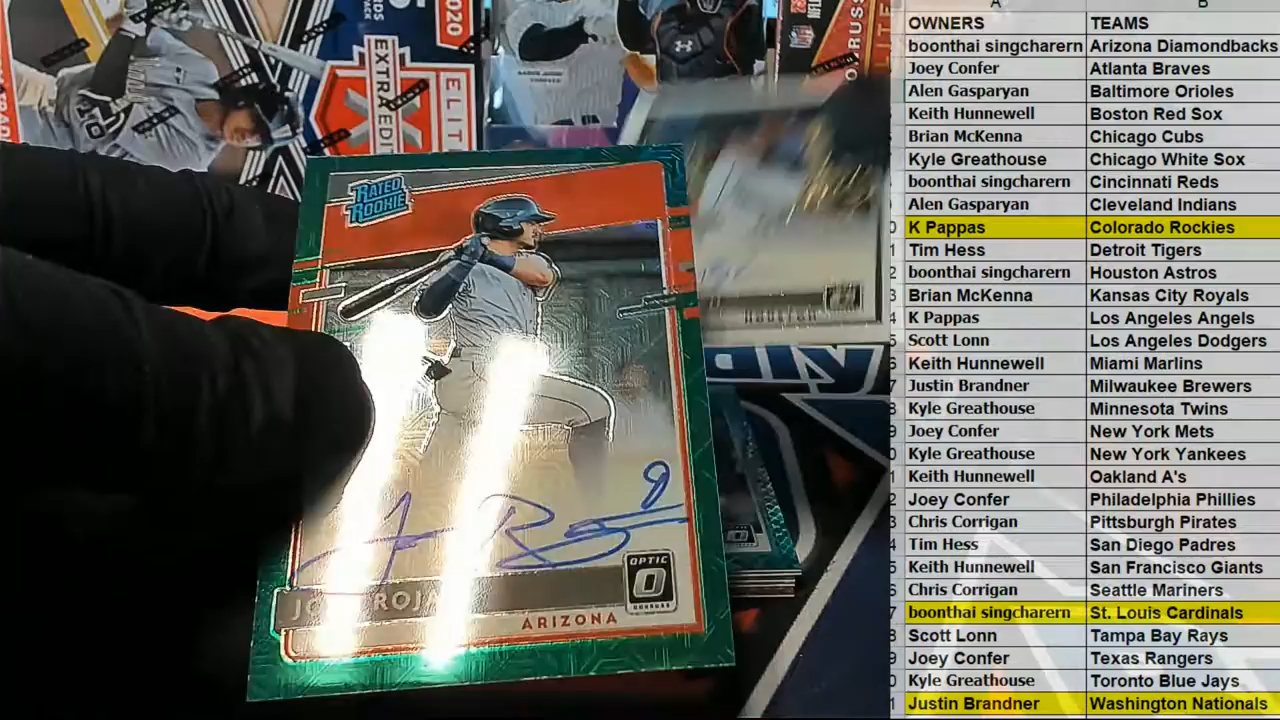 2020
EXTRA
EDI
ELIT
RATED
ROOKIE
OPTIC
DONRUSS
ARIZONA
A B
OWNERS TEAMS
boonthai singcharern Arizona Diamondbacks
Joey Confer Atlanta Braves
Alen Gasparyan Baltimore Orioles
Keith Hunnewell Boston Red Sox
Brian McKenna Chicago Cubs
Kyle Greathouse Chicago White Sox
boonthai singcharern Cincinnati Reds
Alen Gasparyan Cleveland Indians
K Pappas Colorado Rockies
Tim Hess Detroit Tigers
boonthai singcharern Houston Astros
Brian McKenna Kansas City Royals
K Pappas Los Angeles Angels
Scott Lonn Los Angeles Dodgers
Keith Hunnewell Miami Marlins
Justin Brandner Milwaukee Brewers
Kyle Greathouse Minnesota Twins
Joey Confer New York Mets
Kyle Greathouse New York Yankees
Keith Hunnewell Oakland A's
Joey Confer Philadelphia Phillies
Chris Corrigan Pittsburgh Pirates
Tim Hess San Diego Padres
Keith Hunnewell San Francisco Giants
Chris Corrigan Seattle Mariners
boonthai singcharern St. Louis Cardinals
Scott Lonn Tampa Bay Rays
Joey Confer Texas Rangers
Kyle Greathouse Toronto Blue Jays
Justin Brandner Washington Nationals